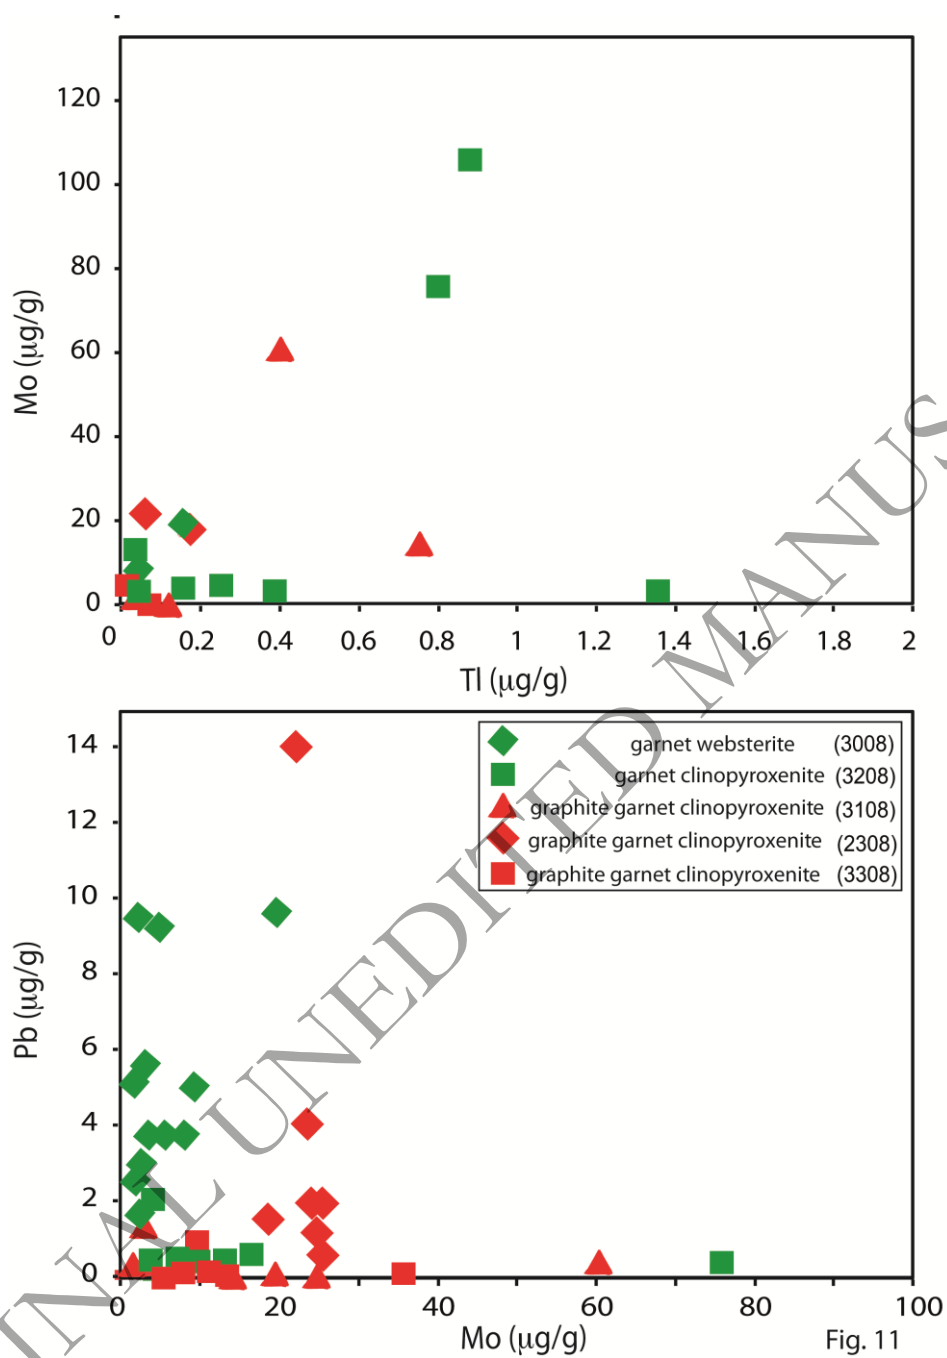 120
100
80
60
40
20
0
Mo (μg/g)
0 0.2 0.4 0.6 0.8 1 1.2 1.4 1.6 1.8 2
Tl (μg/g)
14
12
10
8
6
4
2
0
Pb (μg/g)
garnet websterite (3008)
garnet clinopyroxenite (3208)
graphite garnet clinopyroxenite (3108)
graphite garnet clinopyroxenite (2308)
graphite garnet clinopyroxenite (3308)
0 20 40 60 80 100
Mo (μg/g)
Fig. 11
INAL UNEDITED MANUS